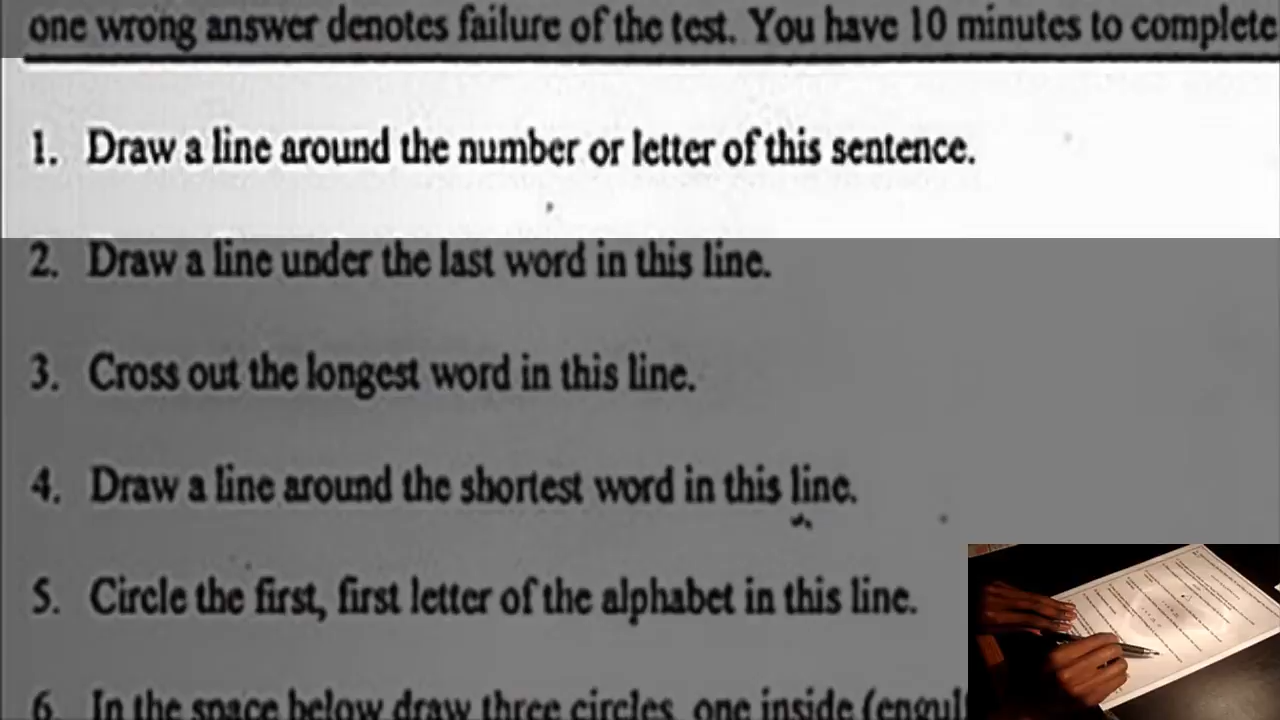 one wrong answer denotes failure of the test. You have 10 minutes to complete
1. Draw a line around the number or letter of this sentence.
2. Draw a line under the last word in this line.
3. Cross out the longest word in this line.
4. Draw a line around the shortest word in this line.
5. Circle the first, first letter of the alphabet in this line.
6. In the space below draw three circles, one inside (engulf